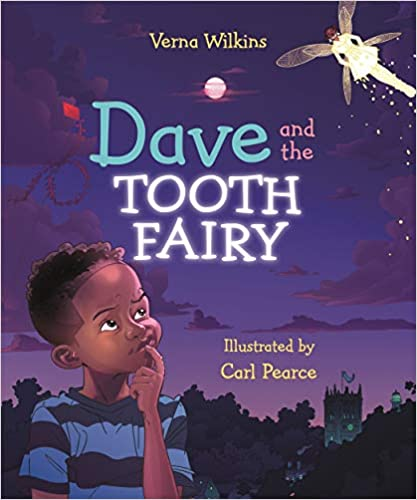 Verna Wilkins
Dave and the
TOOTH
FAIRY
Illustrated by
Carl Pearce